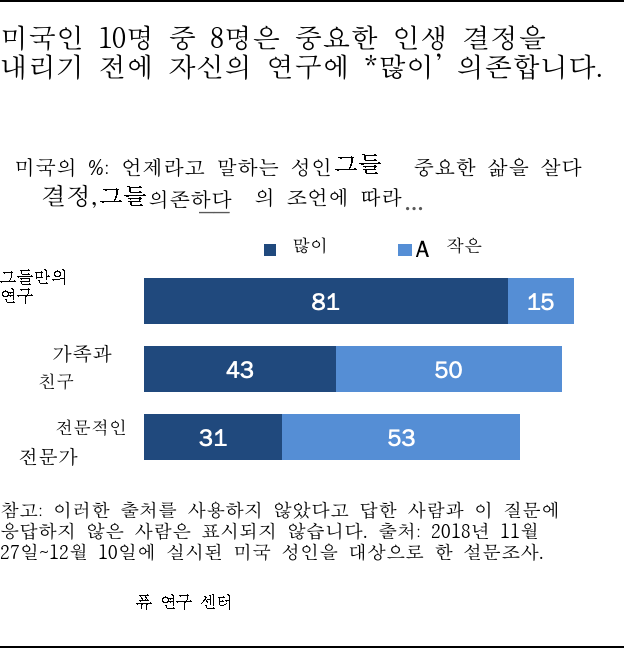 미국인 10명 중 8명은 중요한 인생 결정을
내리기 전에 자신의 연구에 *많이’ 의존합니다.
미국의 %: 언제라고 말하는 성인그들 중요한 삶을 살다
결정,그들의존하다 의 조언에 따라...
많이 A 작은
그들만의
연구
81 15
가족과
친구
43 50
전문적인
전문가
31 53
참고: 이러한 출처를 사용하지 않았다고 답한 사람과 이 질문에
응답하지 않은 사람은 표시되지 않습니다. 출처: 2018년 11월
27일~12월 10일에 실시된 미국 성인을 대상으로 한 설문조사.
퓨 연구 센터